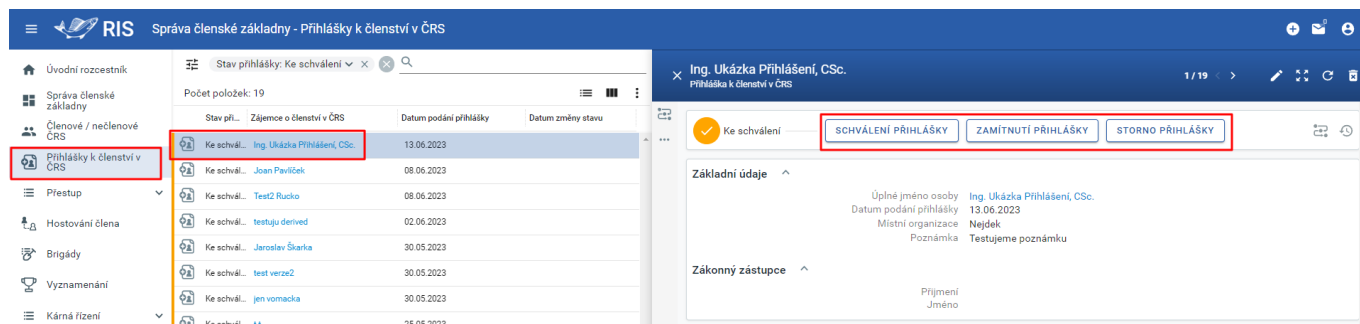 RIS Správa členské základny - Přihlášky k členství v ČRS
Úvodní rozcestník
Správa členské
základny
Členové / nečlenové
ČRS
Přihlášky k členství v
ČRS
Přestup
Hostování člena
Brigády
Vyznamenání
Kárná řízení
Stav přihlášky: Ke schválení
Počet položek: 19
Stav při... Zájemce o členství v ČRS Datum podání přihlášky Datum změny stavu
Ke schvál... Ing. Ukázka Přihlášení, CSc. 13.06.2023
Ke schvál... Joan Pavlíček 08.06.2023
Ke schvál... Test2 Rucko 08.06.2023
Ke schvál... testuju derived 02.06.2023
Ke schvál... Jaroslav Škarka 30.05.2023
Ke schvál... test verze2 30.05.2023
Ke schvál... jen vomacka 30.05.2023
Ing. Ukázka Přihlášení, CSc.
Přihláška k členství v ČRS
1 / 19
Ke schválení SCHVÁLENÍ PŘIHLÁŠKY ZAMÍTNUTÍ PŘIHLÁŠKY STORNO PŘIHLÁŠKY
Základní údaje
Úplné jméno osoby Ing. Ukázka Přihlášení, CSc.
Datum podání přihlášky 13.06.2023
Místní organizace Nejdek
Poznámka Testujeme poznámku
Zákonný zástupce
Příjmení
Jméno